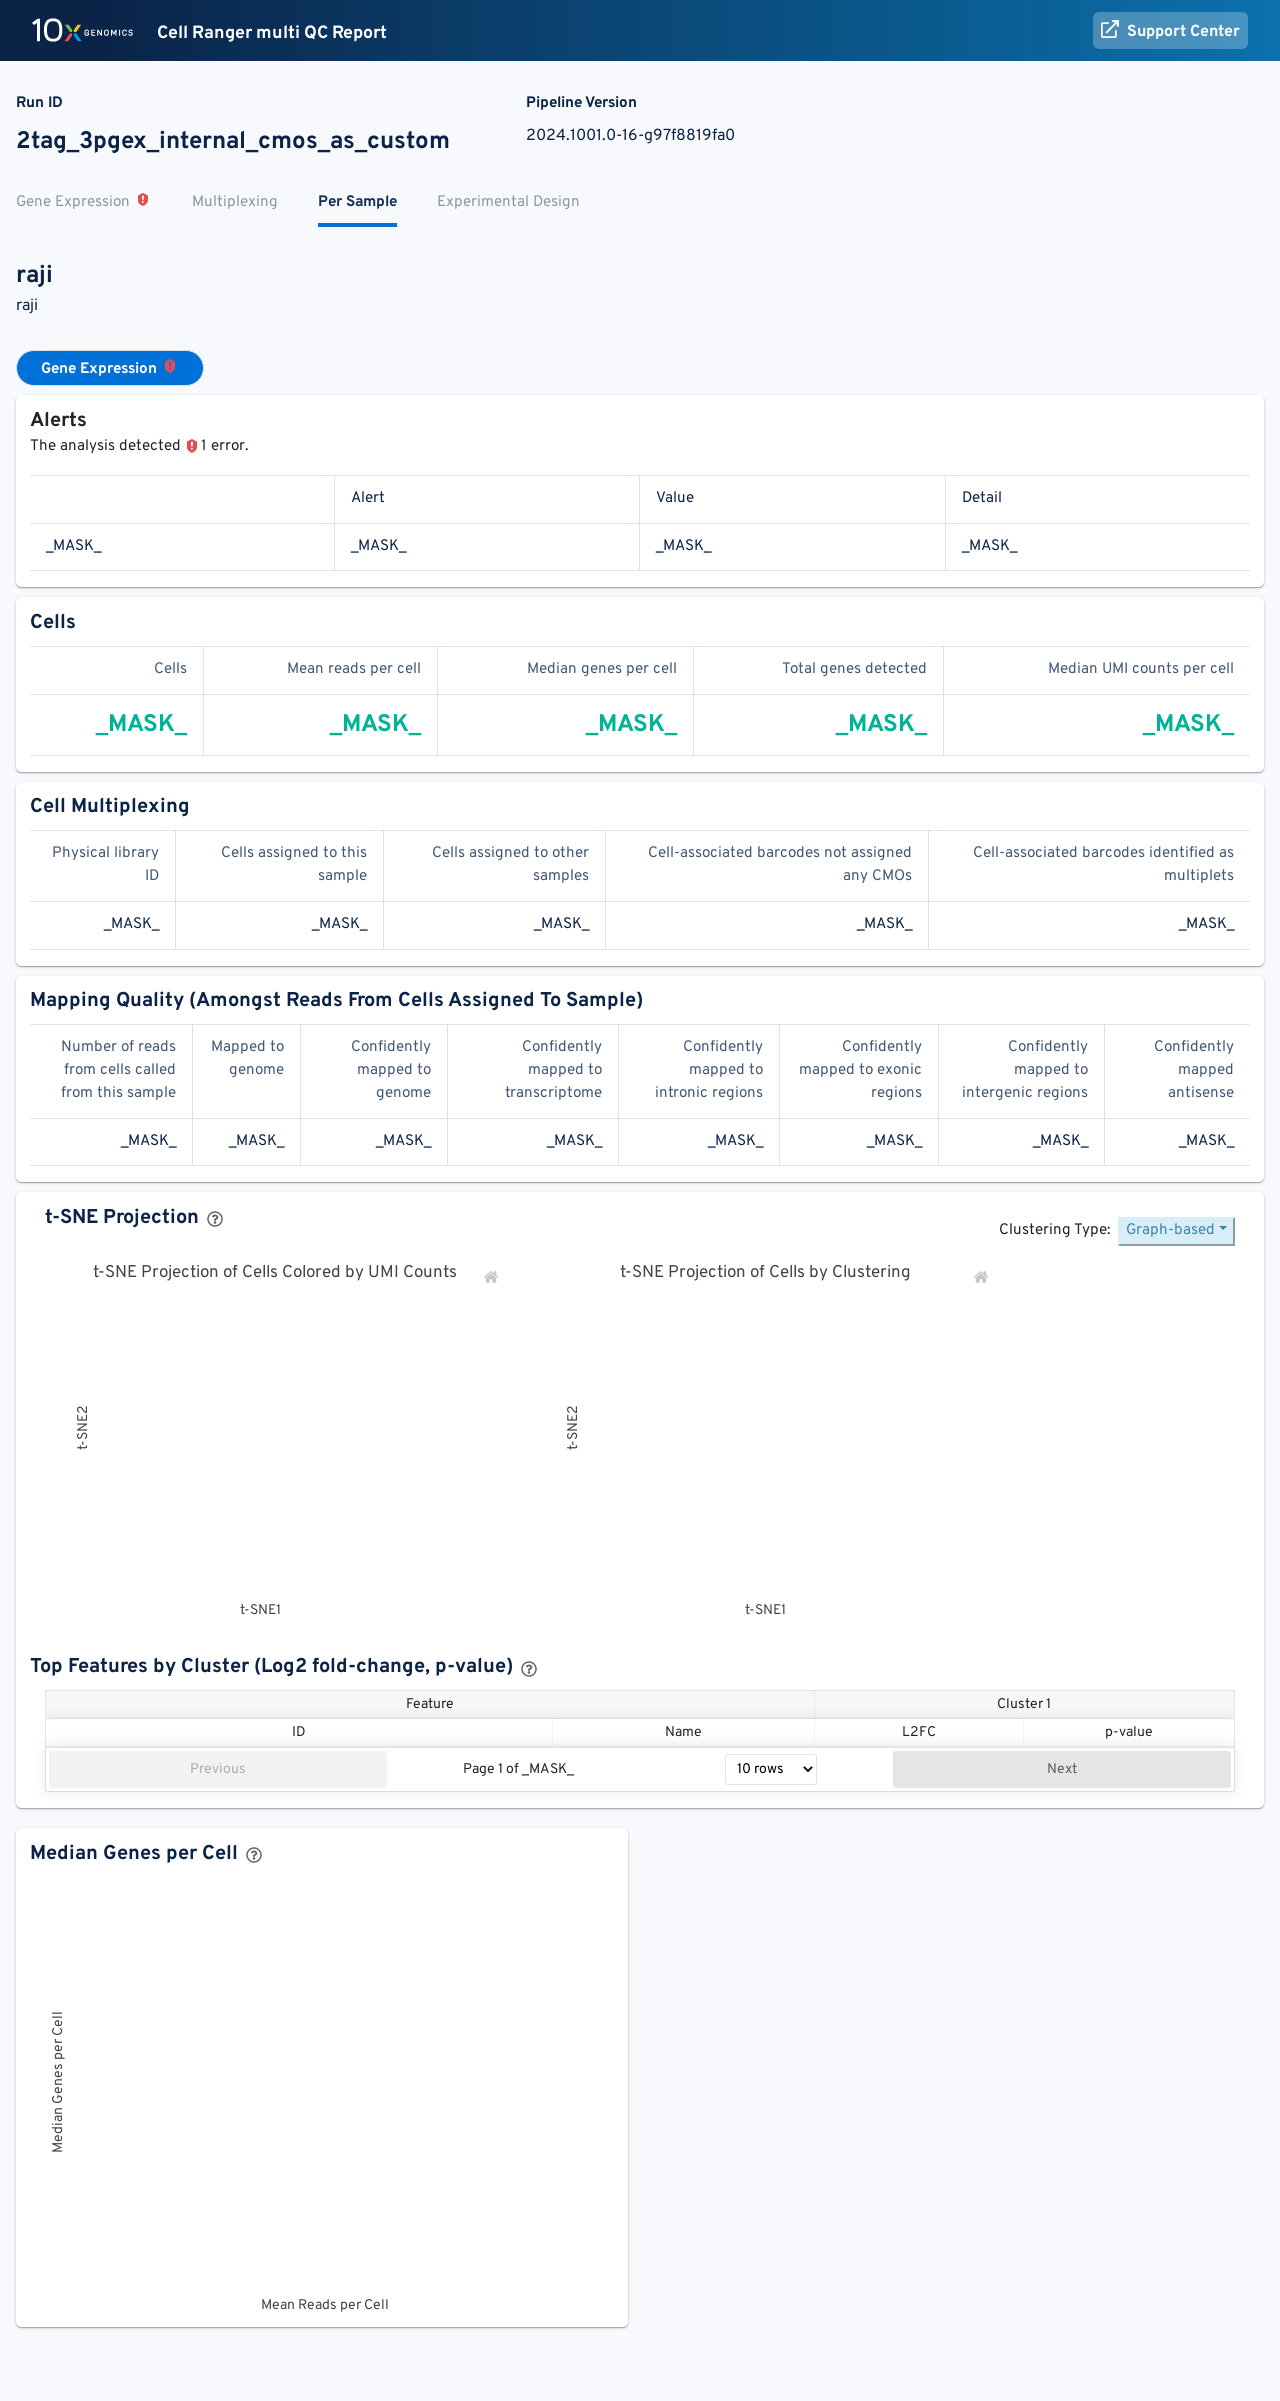 10x GENOMICS Cell Ranger multi QC Report Support Center
Run ID Pipeline Version
2tag_3pgex_internal_cmos_as_custom 2024.1001.0-16-g97f8819fa0
Gene Expression Multiplexing Per Sample Experimental Design
raji
raji
Gene Expression
Alerts
The analysis detected 1 error.
Alert Value Detail
_MASK_ _MASK_ _MASK_ _MASK_
Cells
Cells Mean reads per cell Median genes per cell Total genes detected Median UMI counts per cell
_MASK_ _MASK_ _MASK_ _MASK_ _MASK_
Cell Multiplexing
Physical library Cells assigned to this Cells assigned to other Cell-associated barcodes not assigned Cell-associated barcodes identified as
ID sample samples any CMOs multiplets
_MASK_ _MASK_ _MASK_ _MASK_ _MASK_
Mapping Quality (Amongst Reads From Cells Assigned To Sample)
Number of reads Mapped to Confidently Confidently Confidently Confidently Confidently Confidently
from cells called genome mapped to mapped to mapped to mapped to exonic mapped to mapped
from this sample genome transcriptome intronic regions regions intergenic regions antisense
_MASK_ _MASK_ _MASK_ _MASK_ _MASK_ _MASK_ _MASK_ _MASK_
t-SNE Projection
Clustering Type: Graph-based
t-SNE Projection of Cells Colored by UMI Counts t-SNE Projection of Cells by Clustering
t-SNE2 t-SNE2
t-SNE1 t-SNE1
Top Features by Cluster (Log2 fold-change, p-value)
Feature Cluster 1
ID Name L2FC p-value
Previous Page 1 of _MASK_ 10 rows Next
Median Genes per Cell
Median Genes per Cell
Mean Reads per Cell